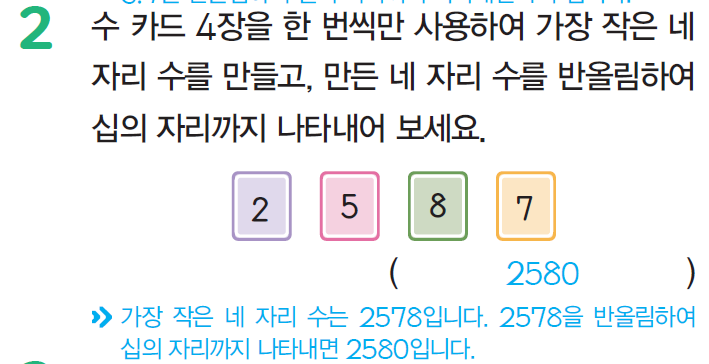 2
수 카드 4장을 한 번씩만 사용하여 가장 작은 네
자리 수를 만들고, 만든 네 자리 수를 반올림하여
십의 자리까지 나타내어 보세요.
2 5 8 7
( 2580 )
» 가장 작은 네 자리 수는 2578입니다. 2578을 반올림하여
십의 자리까지 나타내면 2580입니다.